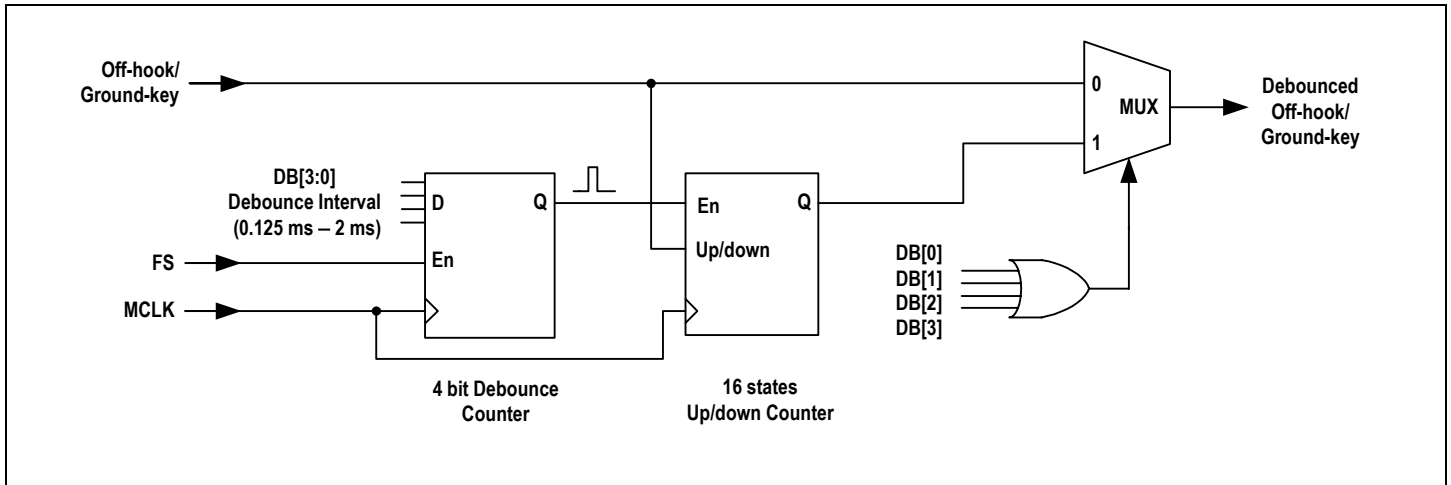 Off-hook/
Ground-key
0
MUX
1
Debounced
Off-hook/
Ground-key
DB[3:0]
Debounce Interval
(0.125 ms – 2 ms)
D
Q
En
Q
En
Up/down
FS
MCLK
DB[0]
DB[1]
DB[2]
DB[3]
4 bit Debounce
Counter
16 states
Up/down Counter